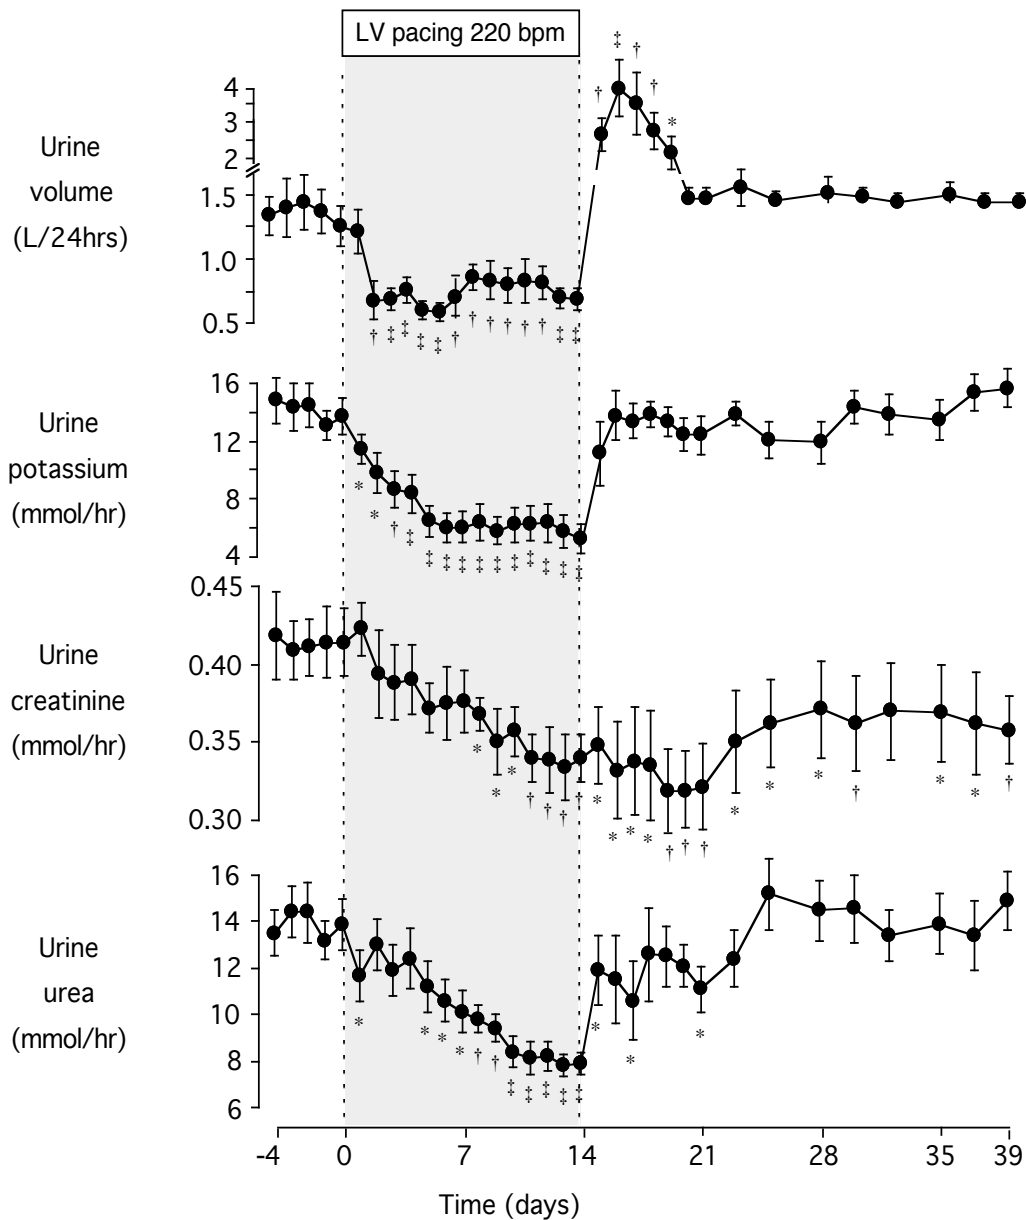 LV pacing 220 bpm
Urine
volume
(L/24hrs)
4
3
2
1.5
1.0
0.5
‡
† † †
*
† ‡ ‡ ‡ ‡ † † † † † † ‡ ‡
Urine
potassium
(mmol/hr)
16
12
8
4
* * † ‡ ‡ ‡ ‡ ‡ ‡ ‡ ‡ ‡ ‡ ‡
Urine
creatinine
(mmol/hr)
0.45
0.40
0.35
0.30
* * * † † † † * * * * † † † * * * † * * †
Urine
urea
(mmol/hr)
16
14
12
10
8
6
* * * * † † ‡ ‡ ‡ ‡ ‡ * * *
-4 0 7 14 21 28 35 39
Time (days)